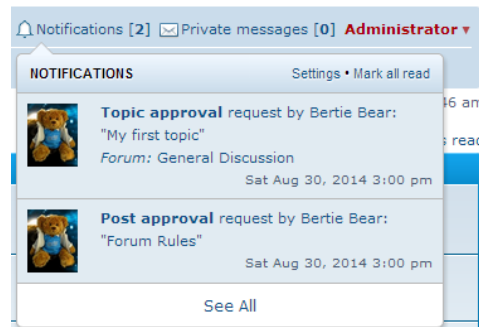 Notifications [2] Private messages [0] Administrator
NOTIFICATIONS Settings • Mark all read
46 am
Topic approval request by Bertie Bear:
"My first topic"
Forum: General Discussion
Sat Aug 30, 2014 3:00 pm
Post approval request by Bertie Bear:
"Forum Rules"
Sat Aug 30, 2014 3:00 pm
See All